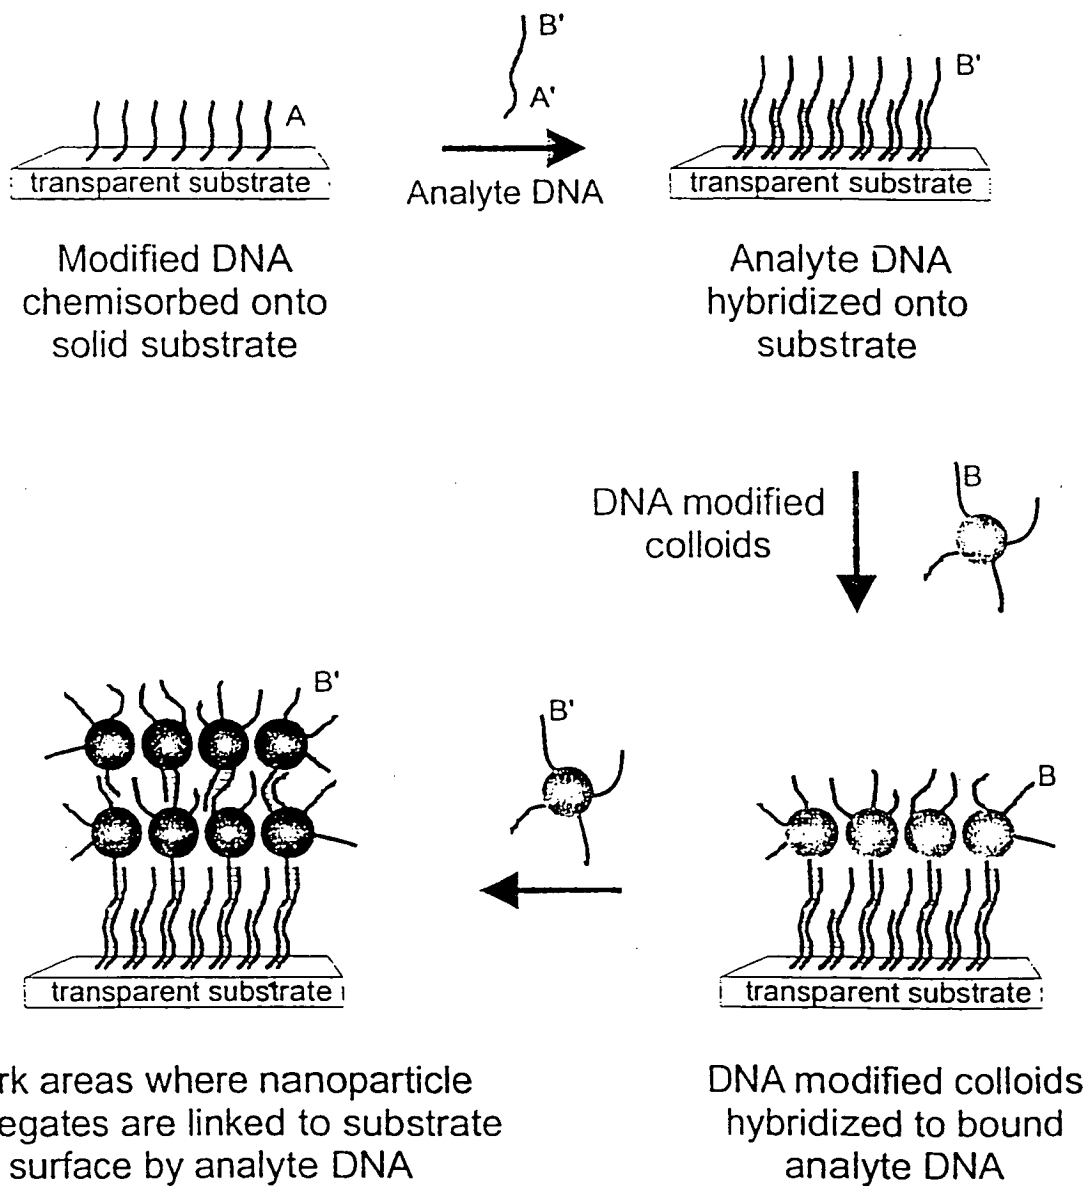 B'
A'
A
B'
transparent substrate
Analyte DNA
transparent substrate
Modified DNA
chemisorbed onto
solid substrate
Analyte DNA
hybridized onto
substrate
DNA modified
colloids
B
B'
B'
B
transparent substrate
transparent substrate
rk areas where nanoparticle
egates are linked to substrate
surface by analyte DNA
DNA modified colloids
hybridized to bound
analyte DNA